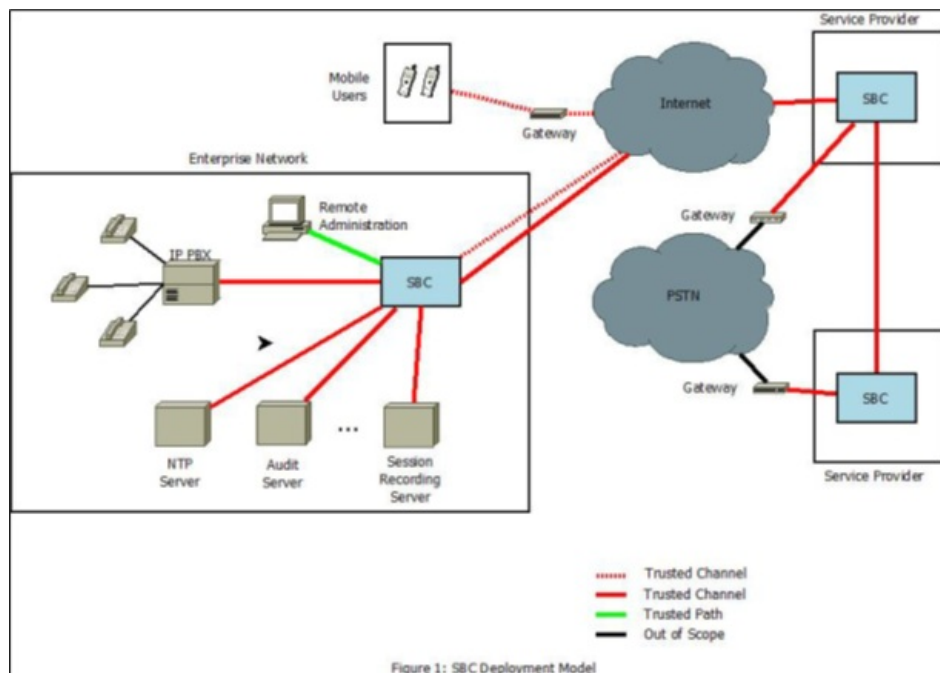 Service Provider
Mobile
Users
SBC
Internet
Gateway
Enterprise Network
Remote
Administration
Gateway
IP PBX
SBC
PSTN
Gateway
SBC
NTP
Server
Audit
Server
...
Session
Recording
Server
Service Provider
Trusted Channel
Trusted Channel
Trusted Path
Out of Scope
Figure 1: SBC Deployment Model